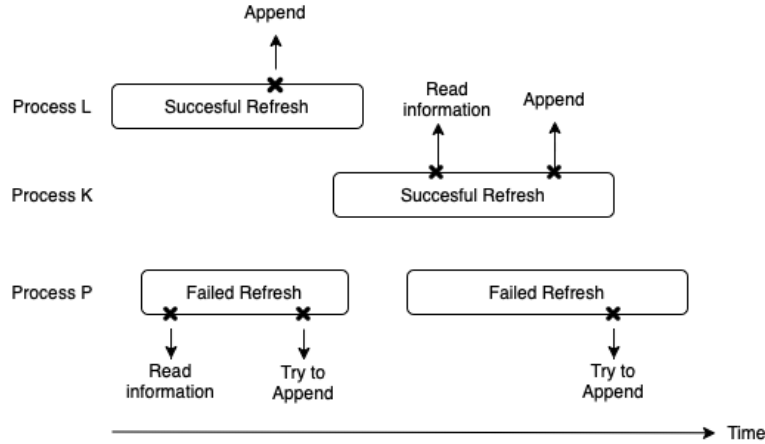 Append
Process L
Succesful Refresh
Read
information
Append
Process K
Succesful Refresh
Process P
Failed Refresh
Failed Refresh
Read
information
Try to
Append
Try to
Append
Time